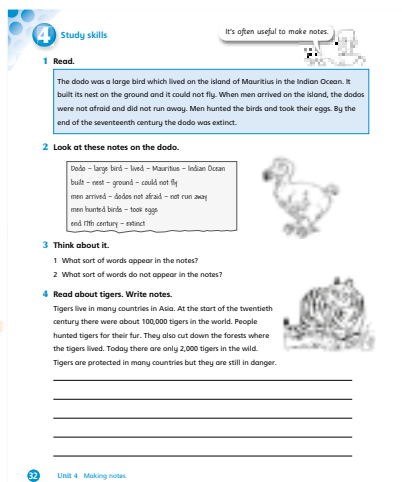 4 Study skills
It's often useful to make notes.
1 Read.
The dodo was a large bird which lived on the island of Mauritius in the Indian Ocean. It
built its nest on the ground and it could not fly. When men arrived on the island, the dodos
were not afraid and did not run away. Men hunted the birds and took their eggs. By the
end of the seventeenth century the dodo was extinct.
2 Look at these notes on the dodo.
Dodo – large bird – lived – Mauritius – Indian Ocean
built – nest – ground – could not fly
men arrived – dodos not afraid – not run away
men hunted birds – took eggs
end 17th century – extinct
3 Think about it.
1 What sort of words appear in the notes?
2 What sort of words do not appear in the notes?
4 Read about tigers. Write notes.
Tigers live in many countries in Asia. At the start of the twentieth
century there were about 100,000 tigers in the world. People
hunted tigers for their fur. They also cut down the forests where
the tigers lived. Today there are only 2,000 tigers in the wild.
Tigers are protected in many countries but they are still in danger.
32 Unit 4 Making notes